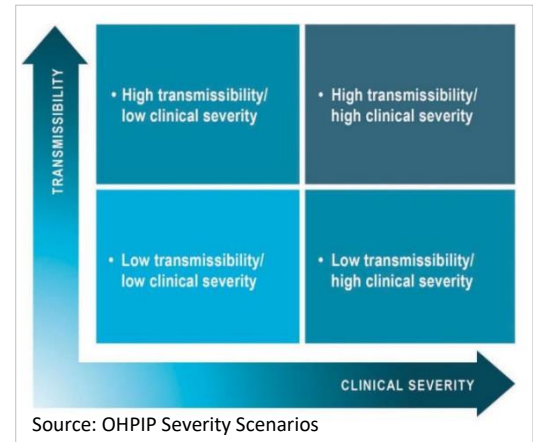 TRANSMISSIBILITY
• High transmissibility/
low clinical severity
• High transmissibility/
high clinical severity
• Low transmissibility/
low clinical severity
• Low transmissibility/
high clinical severity
CLINICAL SEVERITY
Source: OHPIP Severity Scenarios